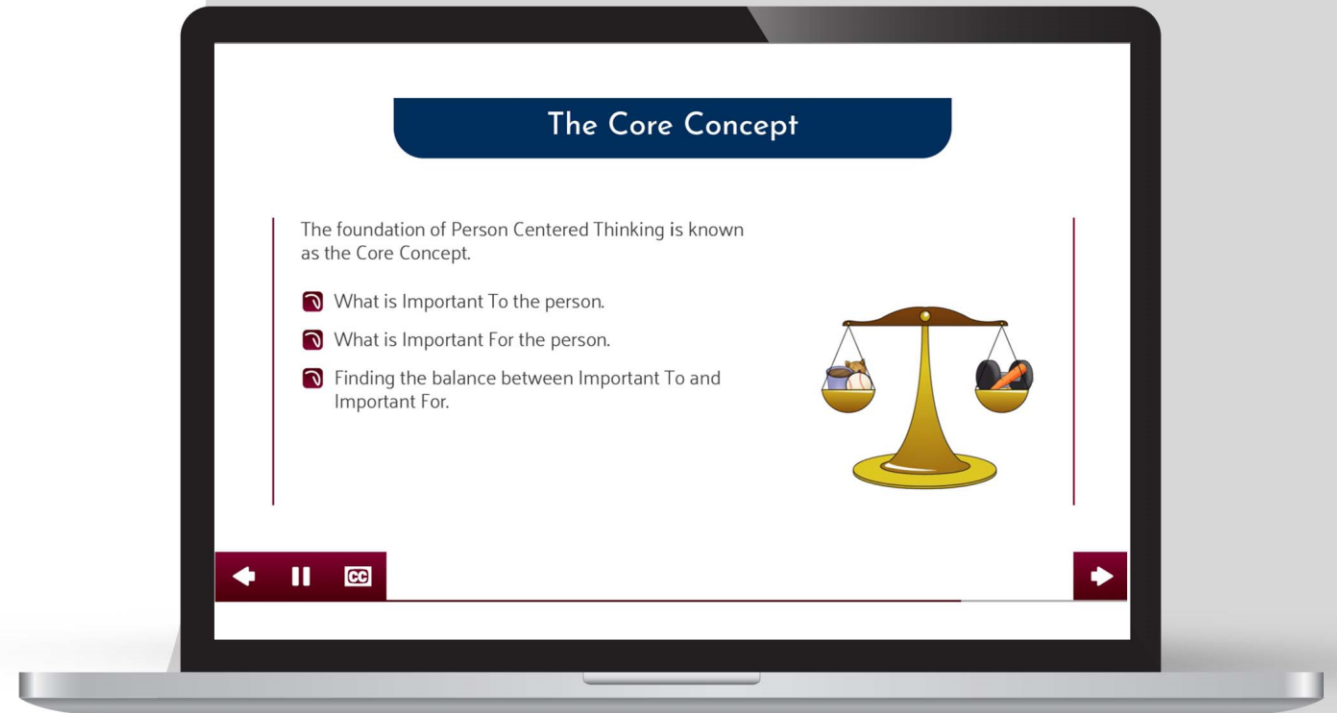 The Core Concept
The foundation of Person Centered Thinking is known
as the Core Concept.
What is Important To the person.
What is Important For the person.
Finding the balance between Important To and
Important For.
CC